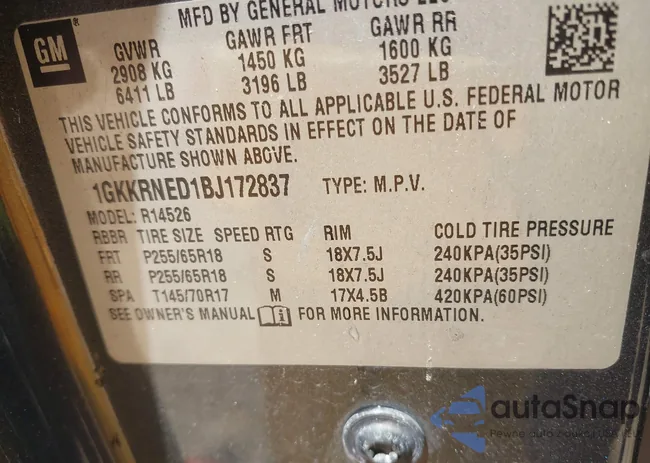 MFD BY GENERAL MOTORS LLC
GM
GVWR GAWR FRT GAWR RR
2908 KG 1450 KG 1600 KG
6411 LB 3196 LB 3527 LB
THIS VEHICLE CONFORMS TO ALL APPLICABLE U.S. FEDERAL MOTOR
VEHICLE SAFETY STANDARDS IN EFFECT ON THE DATE OF
MANUFACTURE SHOWN ABOVE.
1GKKRNED1BJ172837 TYPE: M.P.V.
MODEL: R14526
RBBR TIRE SIZE SPEED RTG RIM COLD TIRE PRESSURE
FRT P255/65R18 S 18X7.5J 240KPA(35PSI)
RR P255/65R18 S 18X7.5J 240KPA(35PSI)
SPA T145/70R17 M 17X4.5B 420KPA(60PSI)
SEE OWNER'S MANUAL FOR MORE INFORMATION.
autaSnap